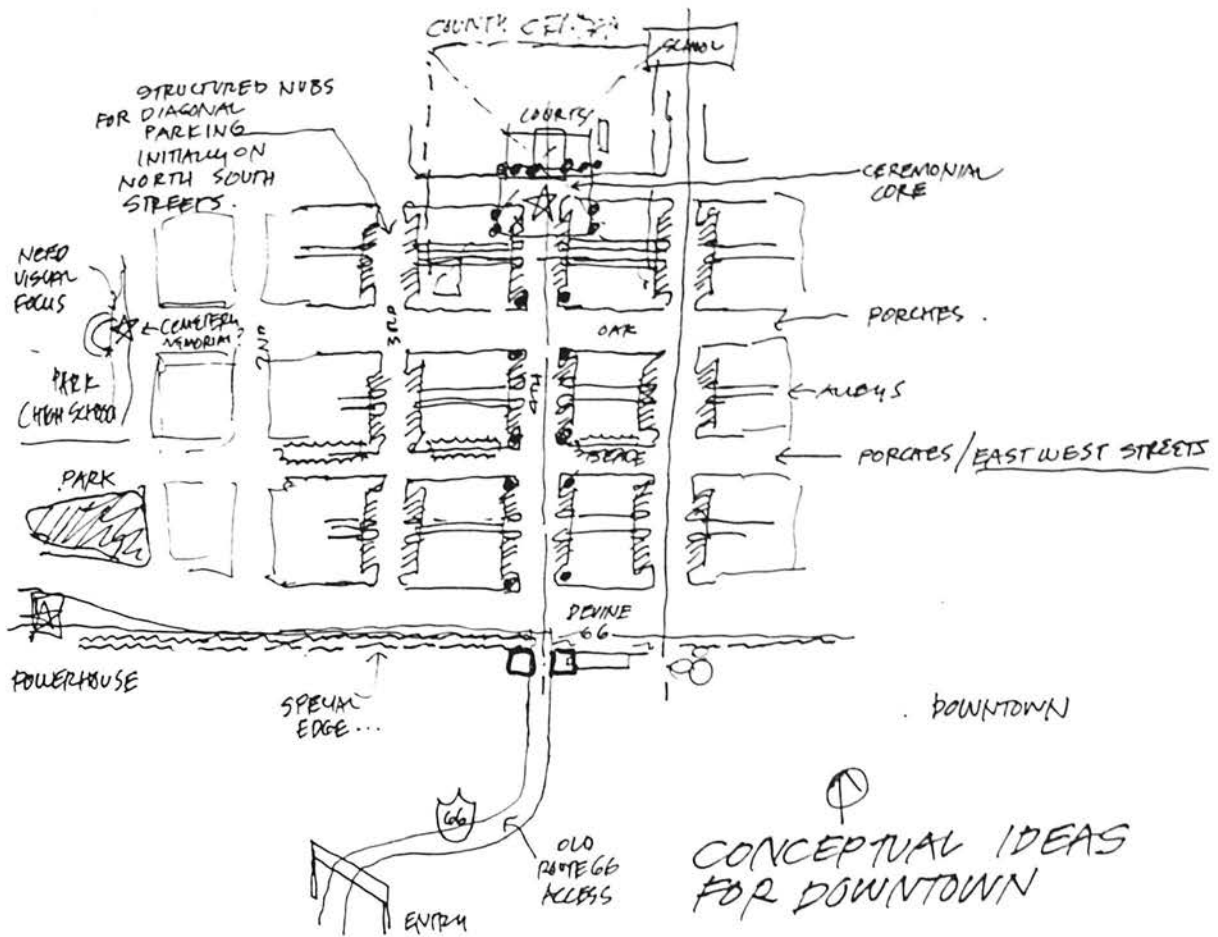 COUNTY CENTER
SCHOOL
STRUCTURED NUBS
FOR DIAGONAL
PARKING
INITIALLY ON
NORTH SOUTH
STREETS.
COURTS
CEREMONIAL
CORE
NEED
VISUAL
FOCUS
CEMETERY
MEMORIAL?
2ND
3RD
4TH
OAK
PORCHES.
PARK
(HIGH SCHOOL)
ALLEYS
BEADE
PORCHES/EAST WEST STREETS
PARK
DEVINE
66
POWERHOUSE
SPECIAL
EDGE...
DOWNTOWN
66
OLD
ROUTE 66
ACCESS
ENTRY
CONCEPTUAL IDEAS
FOR DOWNTOWN